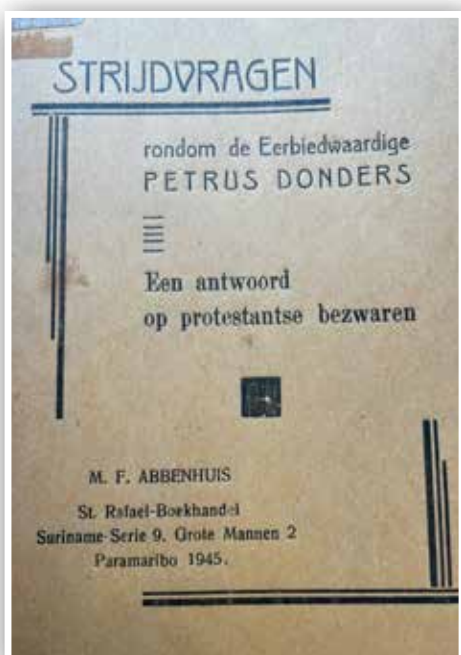 STRIJDVRAGEN
rondom de Eerbiedwaardige
PETRUS DONDERS
Een antwoord
op protestantse bezwaren
M. F. ABBENHUIS
St. Rafael-Boekhandel
Suriname-Serie 9. Grote Mannen 2
Paramaribo 1945.